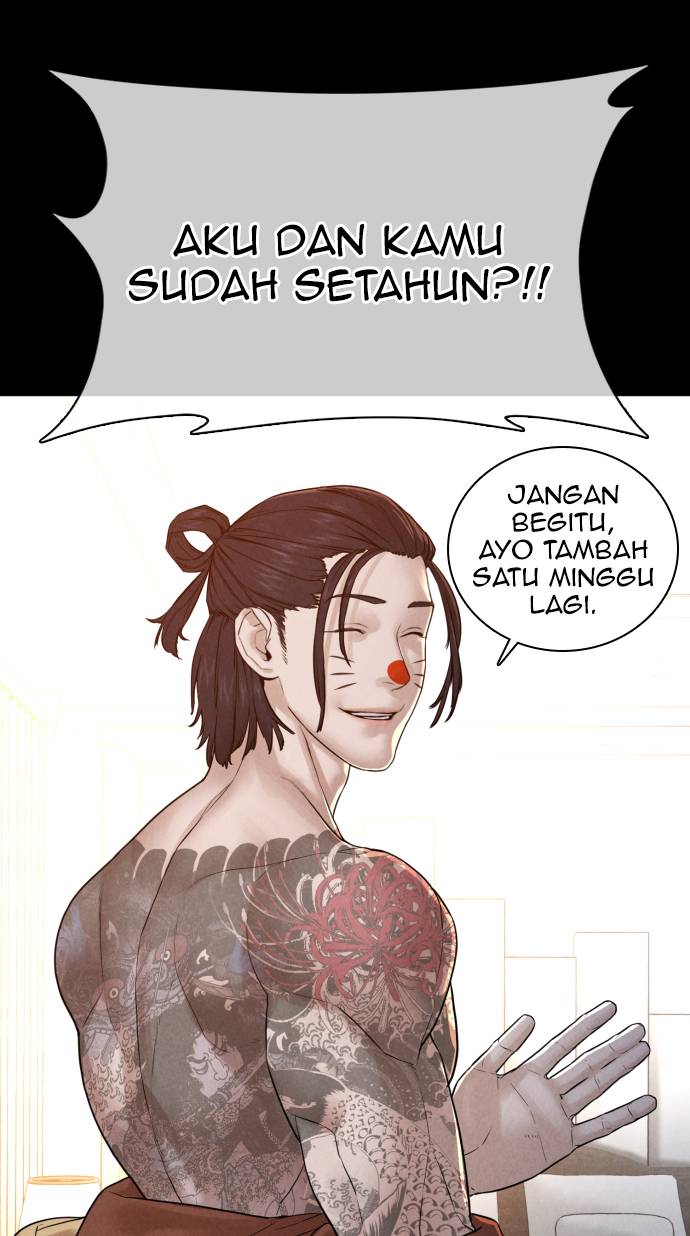 AKU DAN KAMU
SUDAH SETAHUN?!!
JANGAN
BEGITU,
AYO TAMBAH
SATU MINGGU
LAGI.